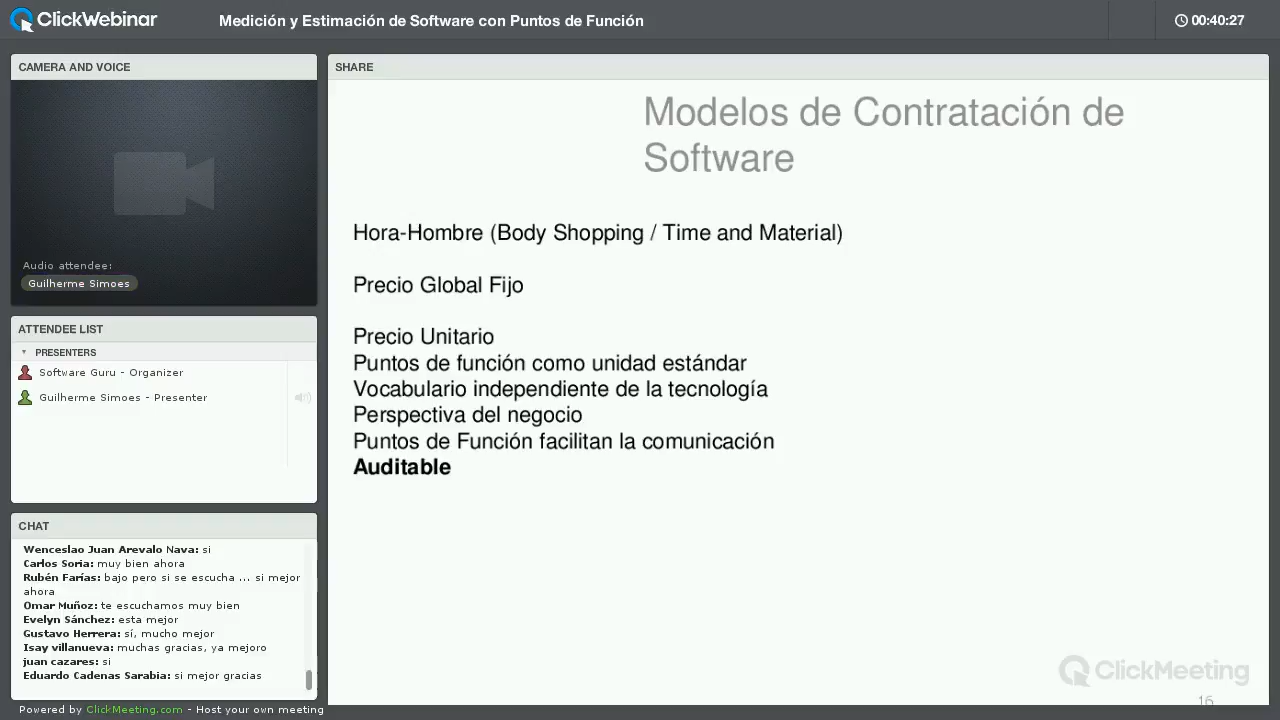 ClickWebinar
Medición y Estimación de Software con Puntos de Función
00:40:27
CAMERA AND VOICE
Audio attendee:
Guilherme Simoes
ATTENDEE LIST
PRESENTERS
Software Guru - Organizer
Guilherme Simoes - Presenter
CHAT
Wenceslao Juan Arevalo Nava: si
Carlos Soria: muy bien ahora
Rubén Farías: bajo pero si se escucha ... si mejor
ahora
Omar Muñoz: te escuchamos muy bien
Evelyn Sánchez: esta mejor
Gustavo Herrera: sí, mucho mejor
Isay villanueva: muchas gracias, ya mejoro
juan cazares: si
Eduardo Cadenas Sarabia: si mejor gracias
Powered by ClickMeeting.com - Host your own meeting
SHARE
Modelos de Contratación de
Software
Hora-Hombre (Body Shopping / Time and Material)
Precio Global Fijo
Precio Unitario
Puntos de función como unidad estándar
Vocabulario independiente de la tecnología
Perspectiva del negocio
Puntos de Función facilitan la comunicación
Auditable
ClickMeeting
16